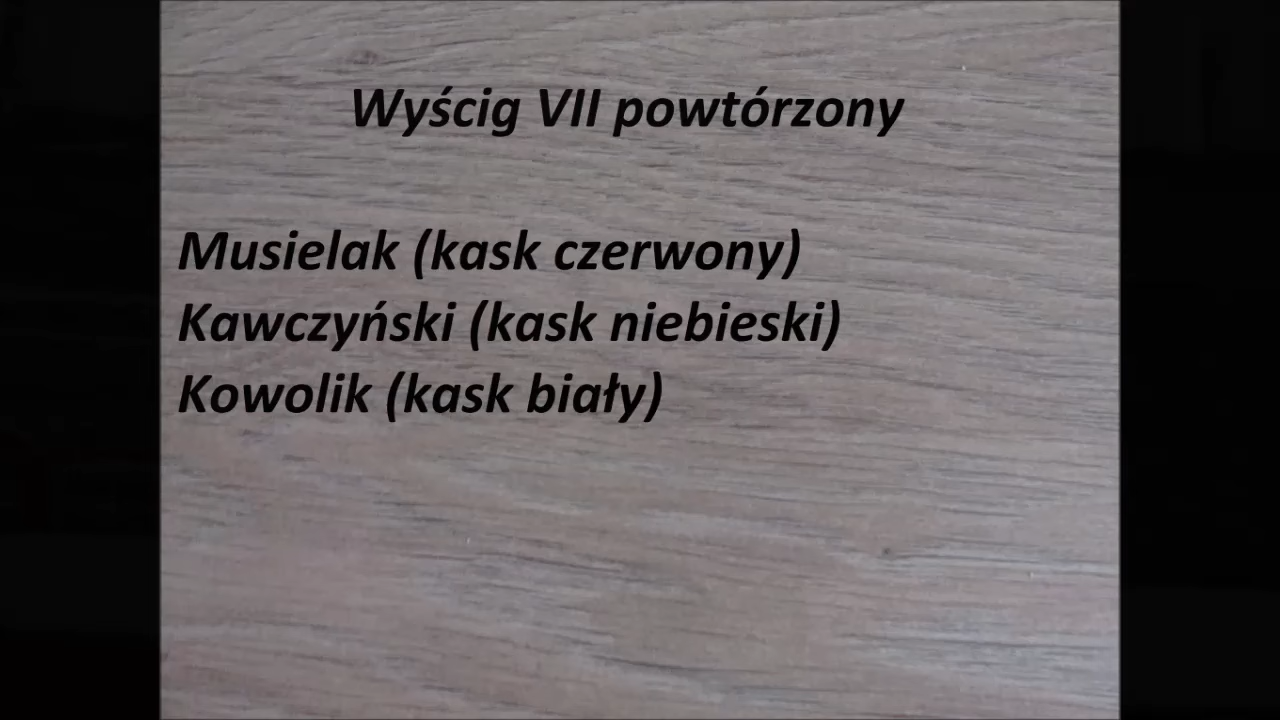 Wyścig VII powtórzony
Musielak (kask czerwony)
Kawczyński (kask niebieski)
Kowolik (kask biały)